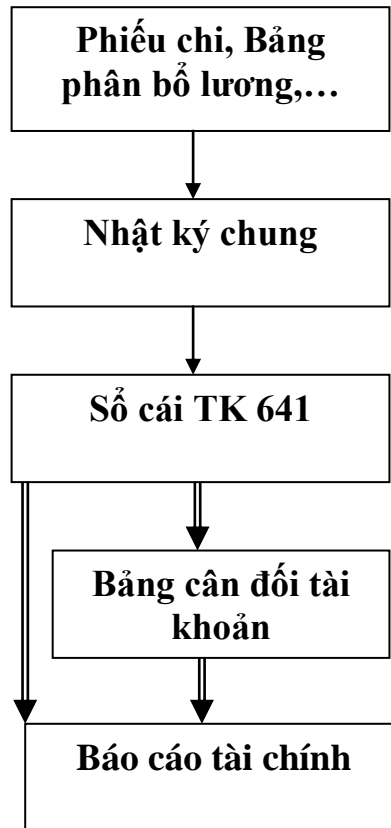 Phiếu chi, Bảng
phân bổ lương,…
Nhật ký chung
Sổ cái TK 641
Bảng cân đối tài
khoản
Báo cáo tài chính